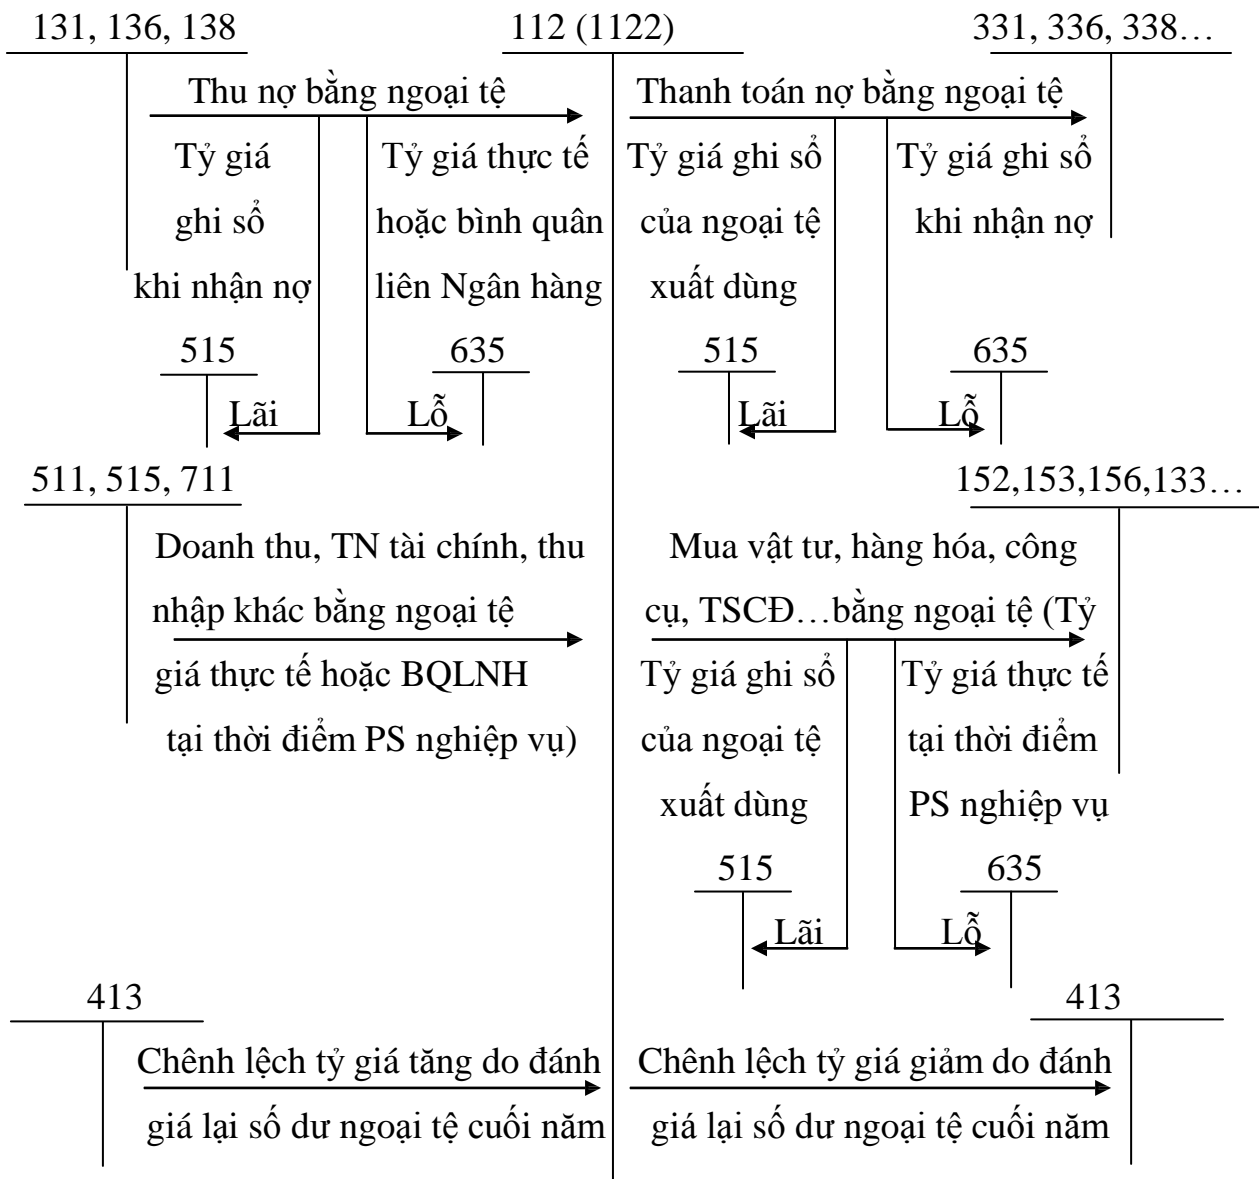 131, 136, 138
112 (1122)
331, 336, 338…
Thu nợ bằng ngoại tệ
Tỷ giá
ghi sổ
khi nhận nợ
Tỷ giá thực tế
hoặc bình quân
liên Ngân hàng
515
Lãi
635
Lỗ
Thanh toán nợ bằng ngoại tệ
Tỷ giá ghi sổ
của ngoại tệ
xuất dùng
Tỷ giá ghi sổ
khi nhận nợ
515
Lãi
635
Lỗ
511, 515, 711
Doanh thu, TN tài chính, thu
nhập khác bằng ngoại tệ
giá thực tế hoặc BQLNH
tại thời điểm PS nghiệp vụ)
152,153,156,133…
Mua vật tư, hàng hóa, công
cụ, TSCĐ…bằng ngoại tệ (Tỷ
Tỷ giá ghi sổ
của ngoại tệ
xuất dùng
Tỷ giá thực tế
tại thời điểm
PS nghiệp vụ
515
Lãi
635
Lỗ
413
Chênh lệch tỷ giá tăng do đánh
giá lại số dư ngoại tệ cuối năm
413
Chênh lệch tỷ giá giảm do đánh
giá lại số dư ngoại tệ cuối năm